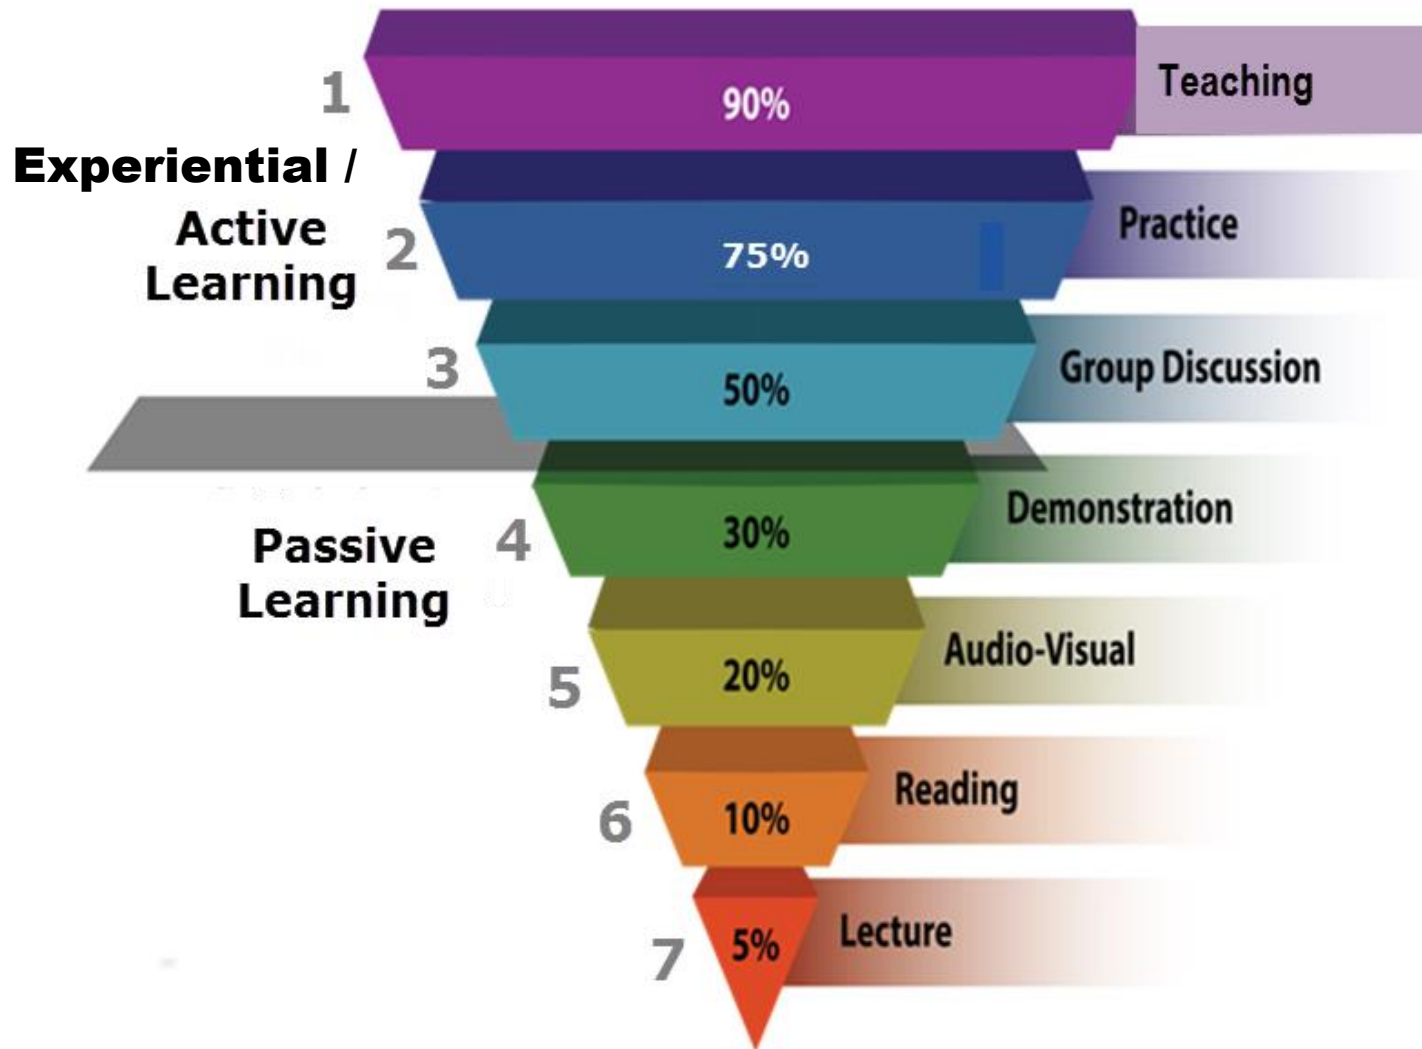 1
90%
Teaching
Experiential /
Active
Learning
2
75%
Practice
3
50%
Group Discussion
4
30%
Demonstration
Passive
Learning
5
20%
Audio-Visual
6
10%
Reading
7
5%
Lecture